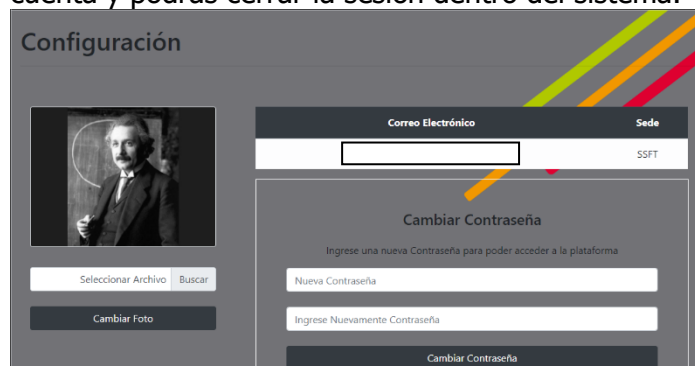 cuenta y podrás cerrar la sesión dentro del sistema.
Configuración
Correo Electrónico Sede
SSFT
Cambiar Contraseña
Ingrese una nueva Contraseña para poder acceder a la plataforma
Seleccionar Archivo Buscar
Nueva Contraseña
Cambiar Foto
Ingrese Nuevamente Contraseña
Cambiar Contraseña